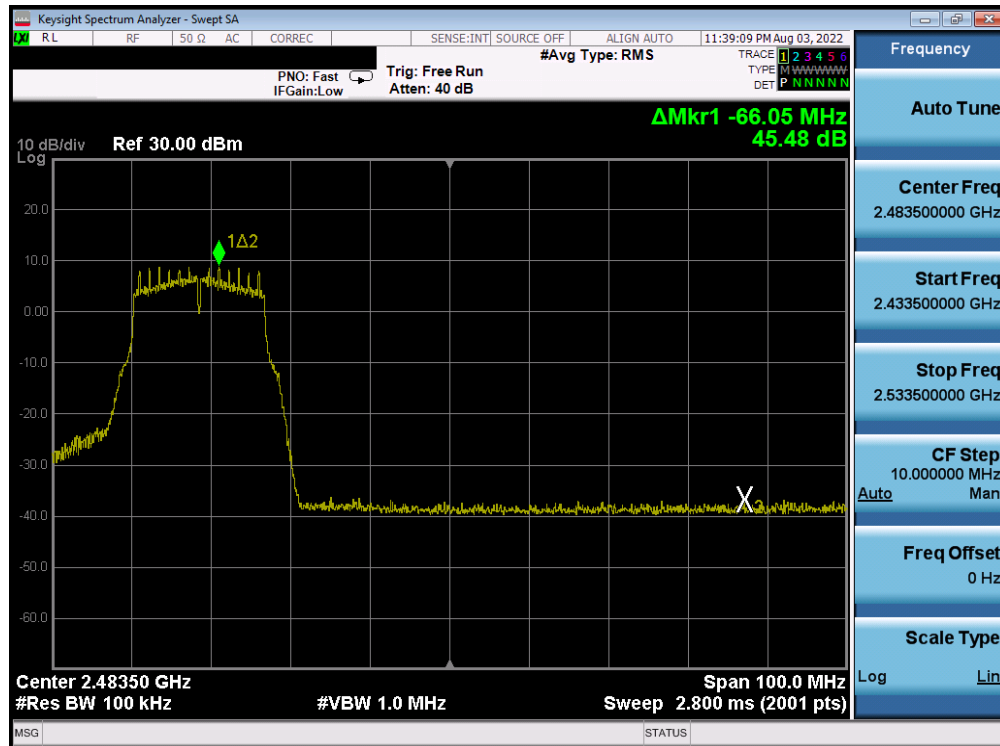 Keysight Spectrum Analyzer - Swept SA
LXI RL RF 50 Ω AC CORREC SENSE:INT SOURCE OFF ALIGN AUTO 11:39:09 PM Aug 03, 2022
#Avg Type: RMS
TRACE 1 2 3 4 5 6
TYPE M W W W W W
DET P N N N N N
PNO: Fast
IFGain:Low
Trig: Free Run
Atten: 40 dB
ΔMkr1 -66.05 MHz
45.48 dB
10 dB/div Ref 30.00 dBm
Log
20.0
10.0
0.00
-10.0
-20.0
-30.0
-40.0
-50.0
-60.0
1Δ2
X
Center 2.48350 GHz
Span 100.0 MHz
#Res BW 100 kHz
#VBW 1.0 MHz
Sweep 2.800 ms (2001 pts)
MSG
STATUS
Frequency
Auto Tune
Center Freq
2.483500000 GHz
Start Freq
2.433500000 GHz
Stop Freq
2.533500000 GHz
CF Step
10.000000 MHz
Auto Man
Freq Offset
0 Hz
Scale Type
Log Lin